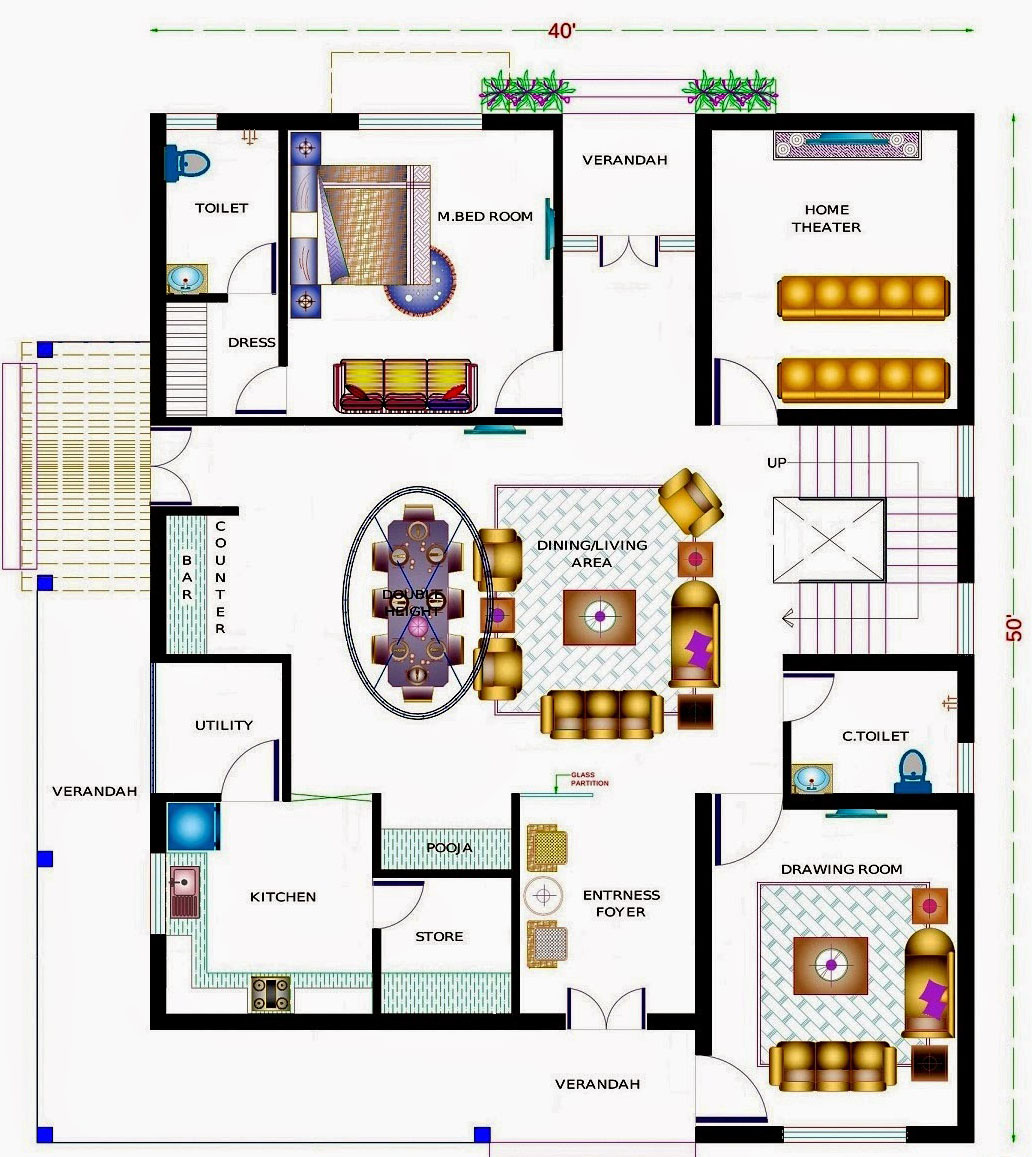 40'
VERANDAH
TOILET
M.BED ROOM
HOME
THEATER
DRESS
UP
BAR
COUNTER
DINING/LIVING
AREA
DOUBLE
HEIGHT
50'
UTILITY
C.TOILET
VERANDAH
GLASS
PARTITION
POOJA
DRAWING ROOM
KITCHEN
ENTRNESS
FOYER
STORE
VERANDAH